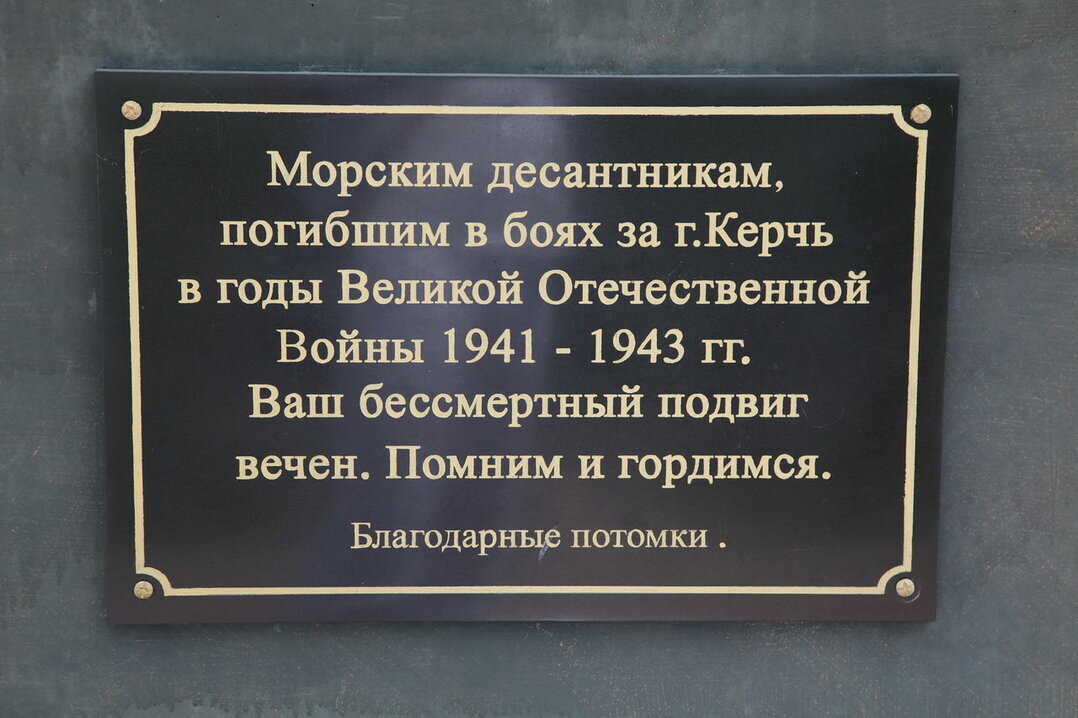 Морским десантникам,
погибшим в боях за г.Керчь
в годы Великой Отечественной
Войны 1941 - 1943 гг.
Ваш бессмертный подвиг
вечен. Помним и гордимся.
Благодарные потомки .